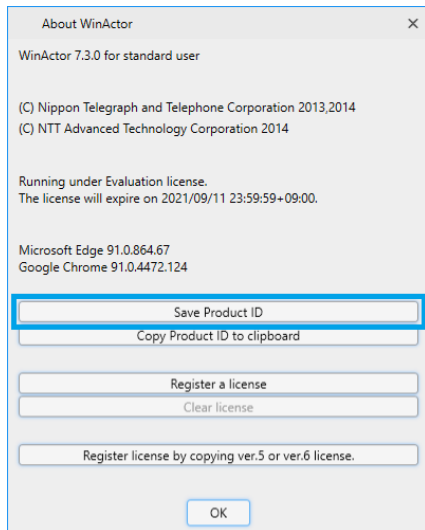 About WinActor
WinActor 7.3.0 for standard user
(C) Nippon Telegraph and Telephone Corporation 2013,2014
(C) NTT Advanced Technology Corporation 2014
Running under Evaluation license.
The license will expire on 2021/09/11 23:59:59+09:00.
Microsoft Edge 91.0.864.67
Google Chrome 91.0.4472.124
Save Product ID
Copy Product ID to clipboard
Register a license
Clear license
Register license by copying ver.5 or ver.6 license.
OK